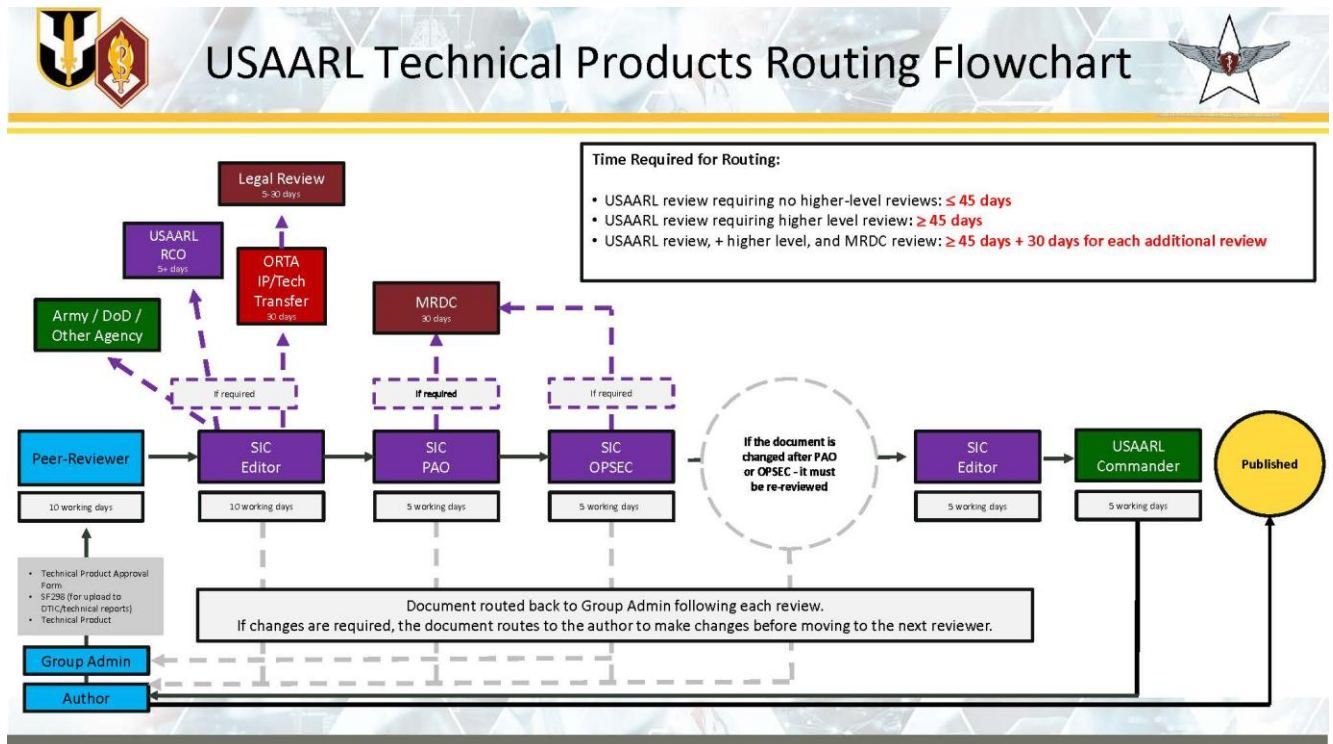 USAARL Technical Products Routing Flowchart
Time Required for Routing:
• USAARL review requiring no higher-level reviews: ≤ 45 days
• USAARL review requiring higher level review: ≥ 45 days
• USAARL review, + higher level, and MRDC review: ≥ 45 days + 30 days for each additional review
Legal Review
5-30 days
USAARL
RCO
5+ days
ORTA
IP/Tech
Transfer
30 days
Army / DoD /
Other Agency
MRDC
30 days
If required
If required
If required
Peer-Reviewer
10 working days
SIC
Editor
10 working days
SIC
PAO
5 working days
SIC
OPSEC
5 working days
If the document is
changed after PAO
or OPSEC - it must
be re-reviewed
SIC
Editor
5 working days
USAARL
Commander
5 working days
Published
• Technical Product Approval
Form
• SF298 (for upload to
DTIC/technical reports)
• Technical Product
Document routed back to Group Admin following each review.
If changes are required, the document routes to the author to make changes before moving to the next reviewer.
Group Admin
Author